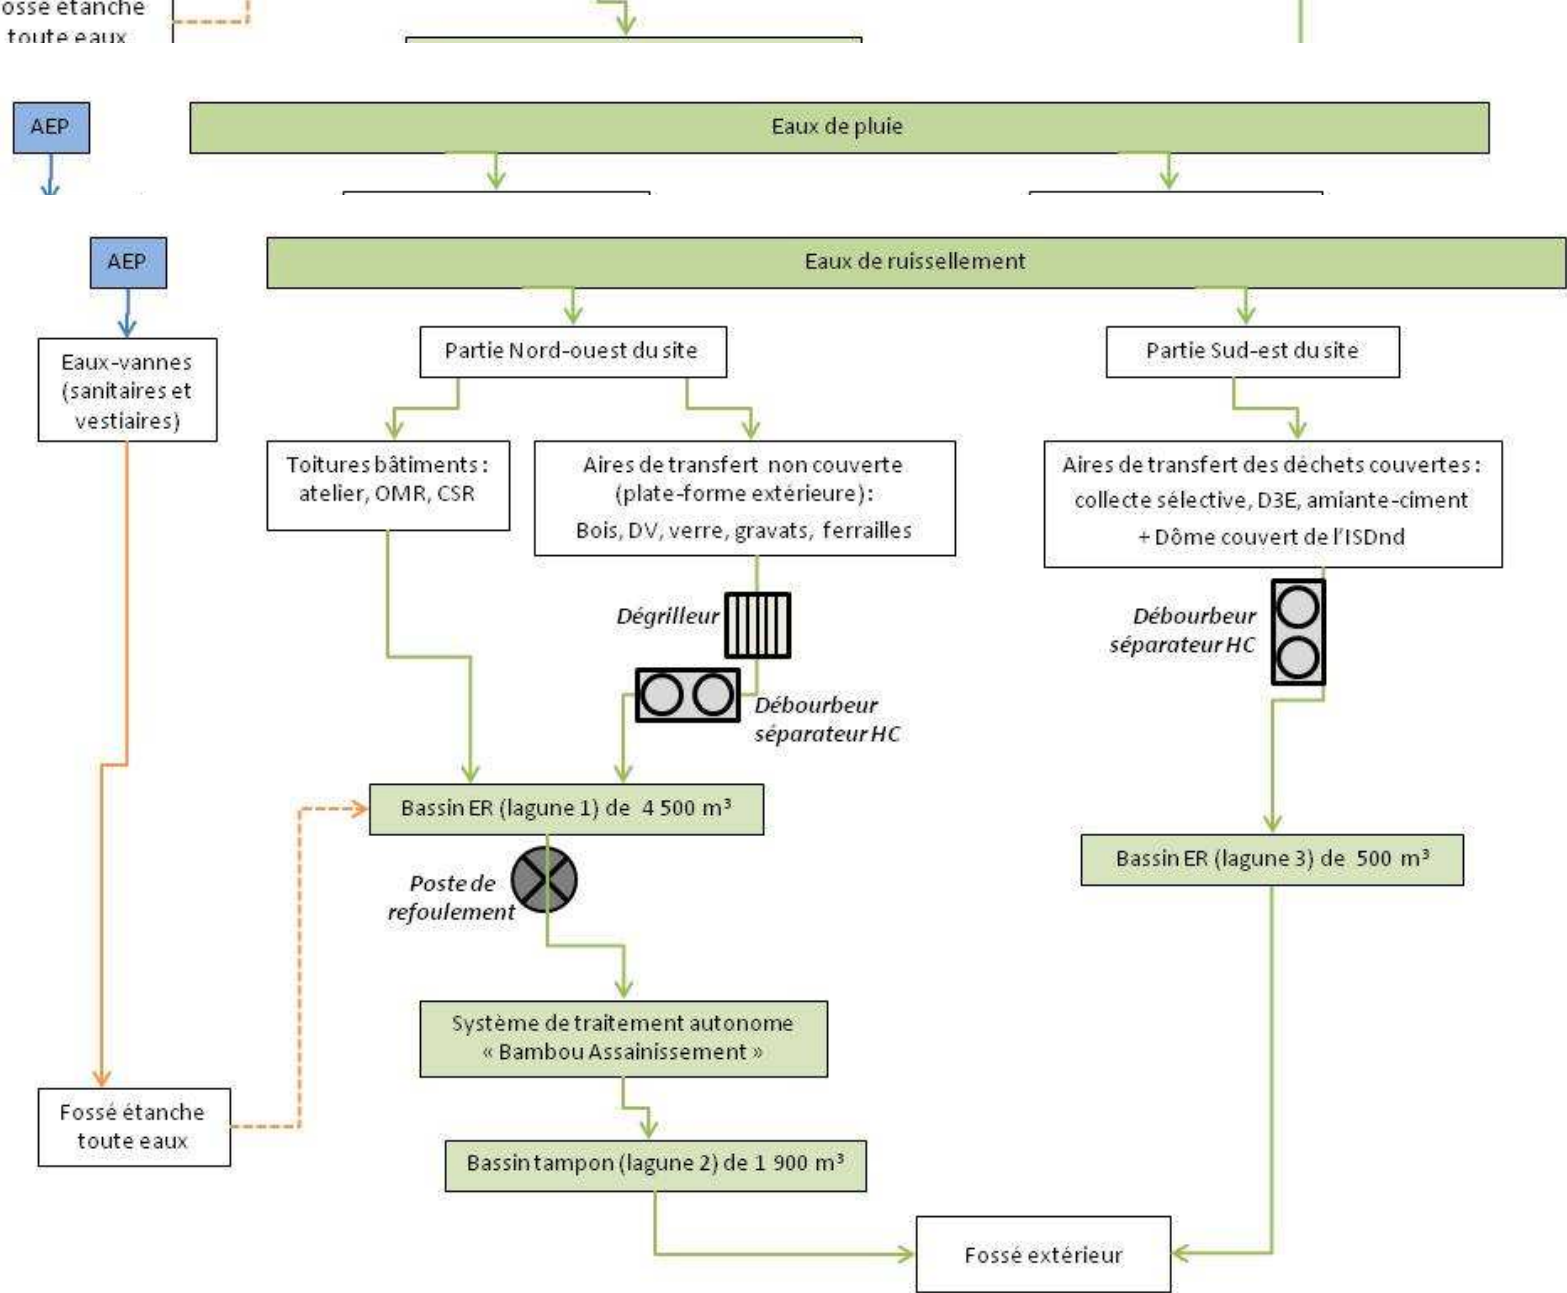 toute eaux
AEP
Eaux de pluie
AEP
Eaux de ruissellement
Partie Nord-ouest du site
Partie Sud-est du site
Eaux-vannes
(sanitaires et
vestiaires)
Toitures bâtiments :
atelier, OMR, CSR
Aires de transfert non couverte
(plate-forme extérieure) :
Bois, DV, verre, gravats, ferrailles
Aires de transfert des déchets couvertes :
collecte sélective, D3E, amiante-ciment
+ Dôme couvert de l'ISDnd
Dégrilleur
Débourbeur
séparateur HC
Débourbeur
séparateur HC
Bassin ER (lagune 1) de 4 500 m³
Poste de
refoulement
Bassin ER (lagune 3) de 500 m³
Système de traitement autonome
« Bambou Assainissement »
Fossé étanche
toute eaux
Bassin tampon (lagune 2) de 1 900 m³
Fossé extérieur